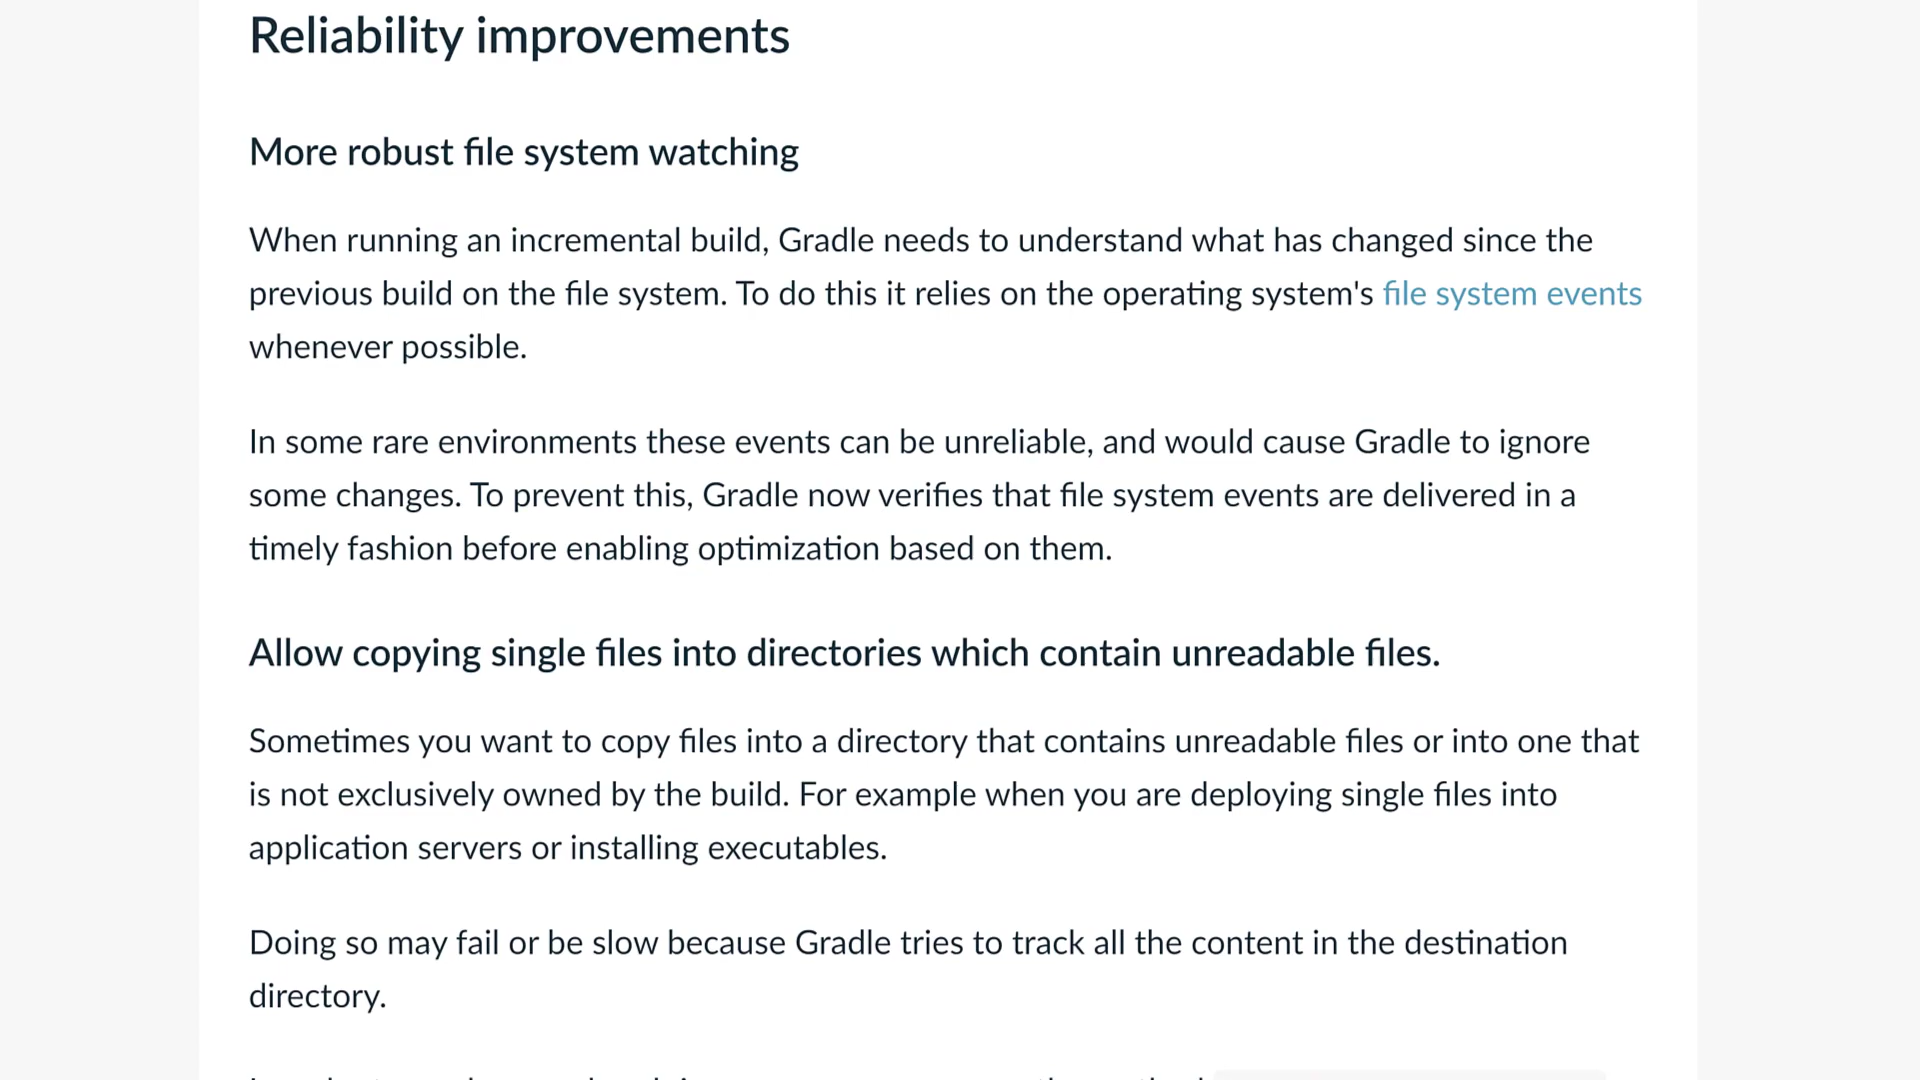 Reliability improvements
More robust file system watching
When running an incremental build, Gradle needs to understand what has changed since the
previous build on the file system. To do this it relies on the operating system's file system events
whenever possible.
In some rare environments these events can be unreliable, and would cause Gradle to ignore
some changes. To prevent this, Gradle now verifies that file system events are delivered in a
timely fashion before enabling optimization based on them.
Allow copying single files into directories which contain unreadable files.
Sometimes you want to copy files into a directory that contains unreadable files or into one that
is not exclusively owned by the build. For example when you are deploying single files into
application servers or installing executables.
Doing so may fail or be slow because Gradle tries to track all the content in the destination
directory.